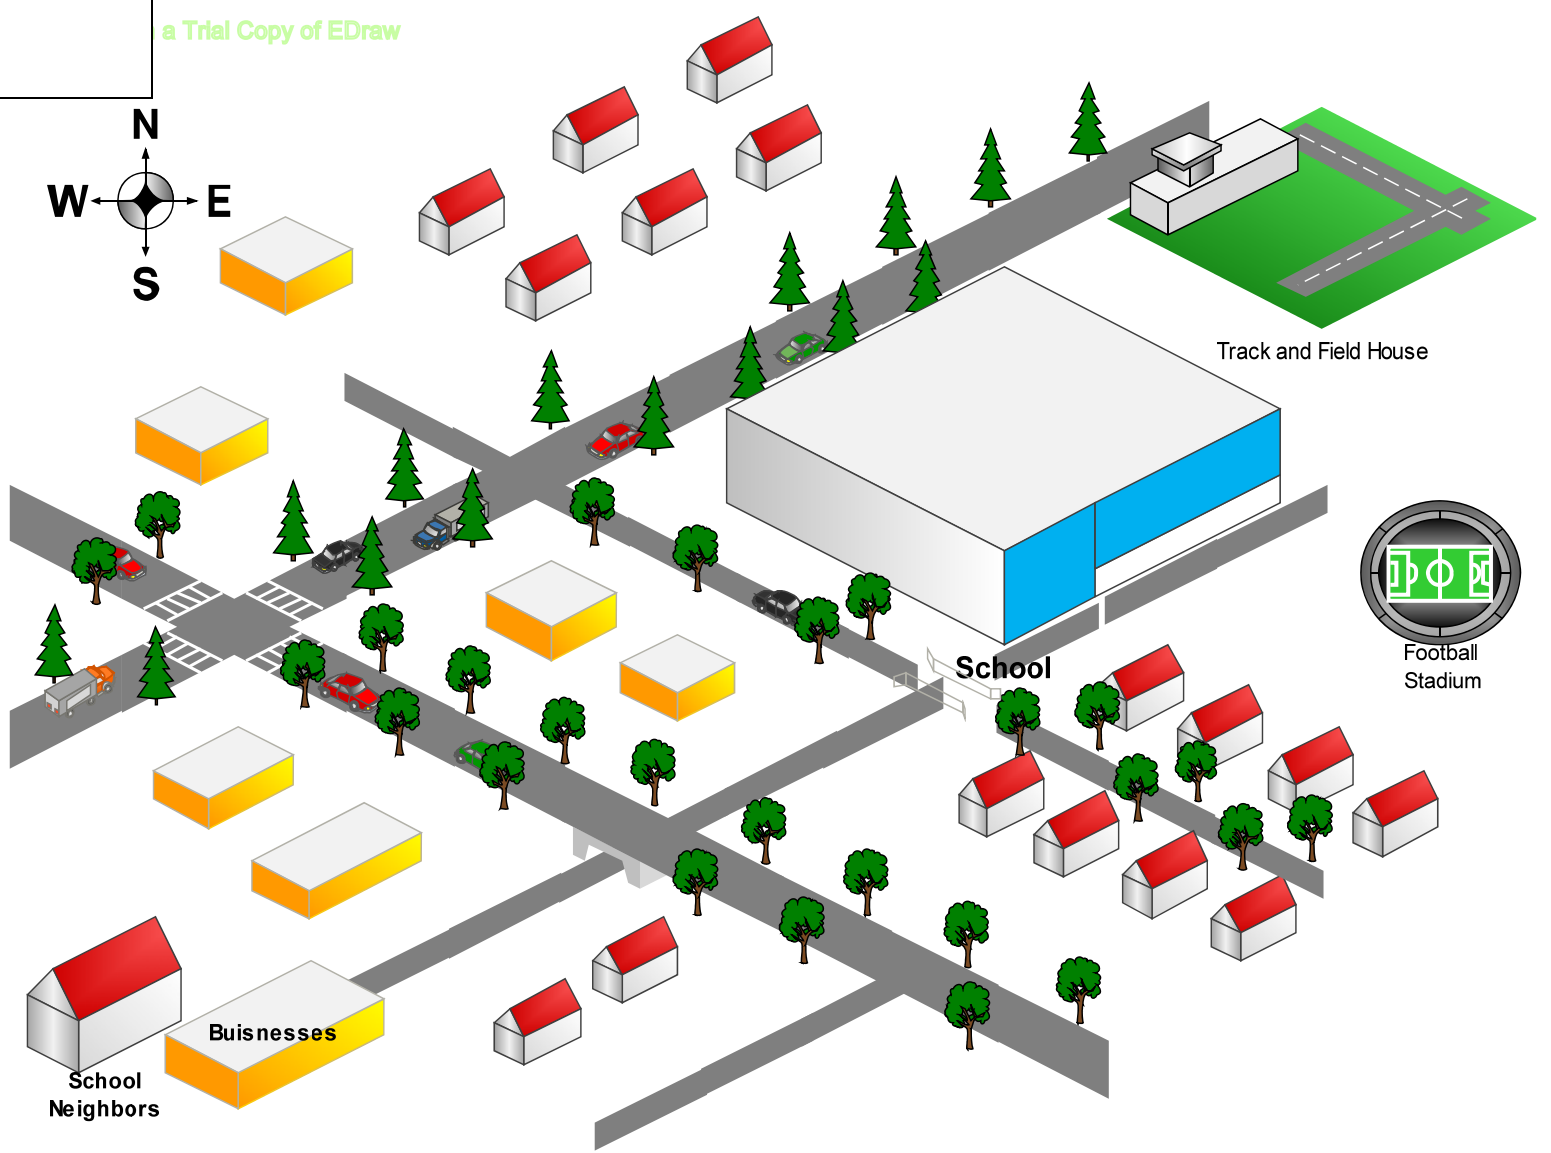 a Trial Copy of EDraw
N
W E
S
Track and Field House
School
Football
Stadium
Buisnesses
School
Neighbors